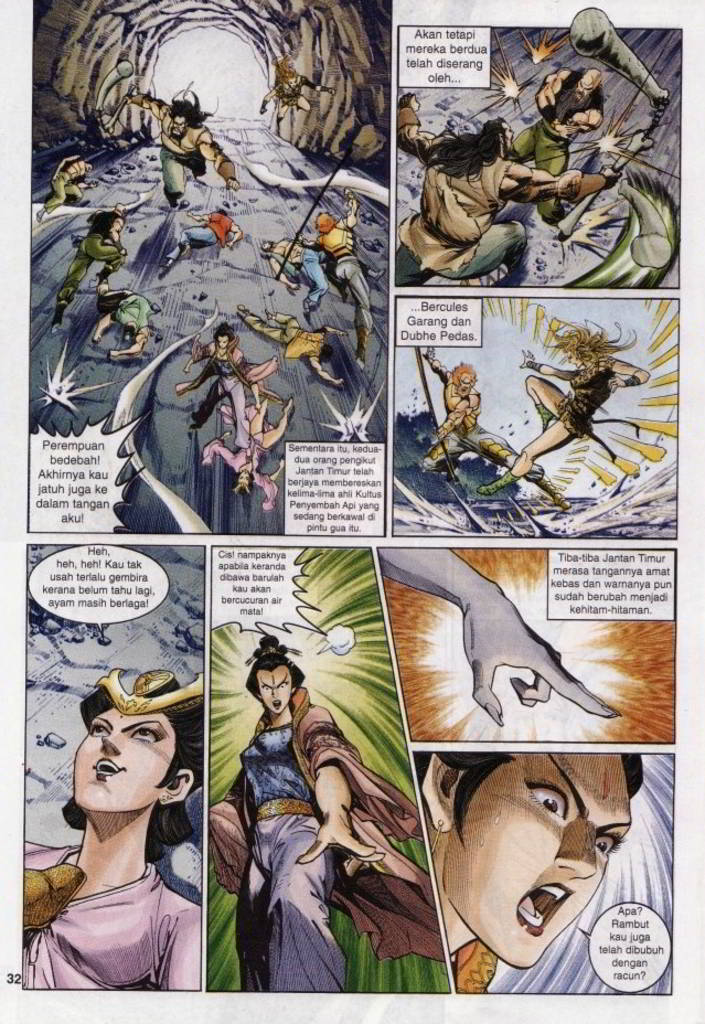 Perempuan
bedebah!
Akhirnya kau
jatuh juga ke
dalam tangan
aku!
Sementara itu, kedua-
dua orang pengikut
Jantan Timur telah
berjaya membereskan
kelima-lima ahli Kultus
Penyembah Api yang
sedang berkawal di
pintu gua itu.
Akan tetapi
mereka berdua
telah diserang
oleh...
...Bercules
Garang dan
Dubhe Pedas.
Heh,
heh, heh! Kau tak
usah terlalu gembira
kerana belum tahu lagi,
ayam masih berlaga!
Cis! nampaknya
apabila keranda
dibawa barulah
kau akan
bercucuran air
mata!
Tiba-tiba Jantan Timur
merasa tangannya amat
kebas dan warnanya pun
sudah berubah menjadi
kehitam-hitaman.
Apa?
Rambut
kau juga
telah dibubuh
dengan
racun?
32